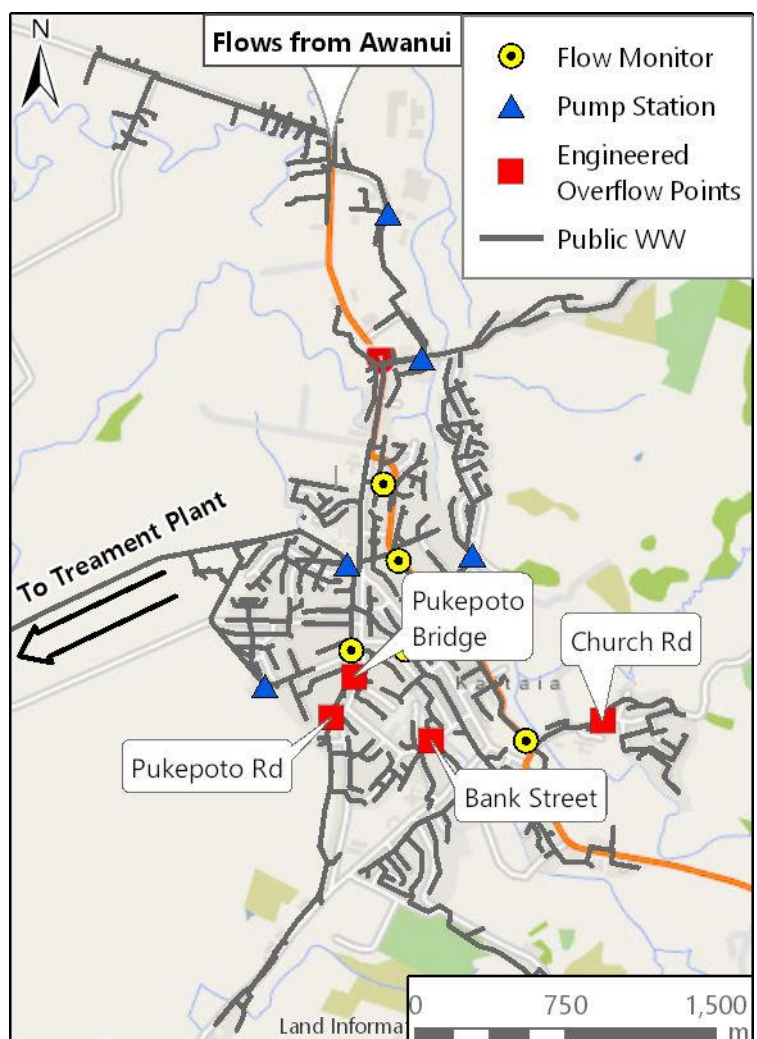 N
Flows from Awanui
Flow Monitor
Pump Station
Engineered
Overflow Points
Public WW
To Treament Plant
Pukepoto
Bridge
Church Rd
Kaitaia
Pukepoto Rd
Bank Street
0 750 1,500
m
Land Informa